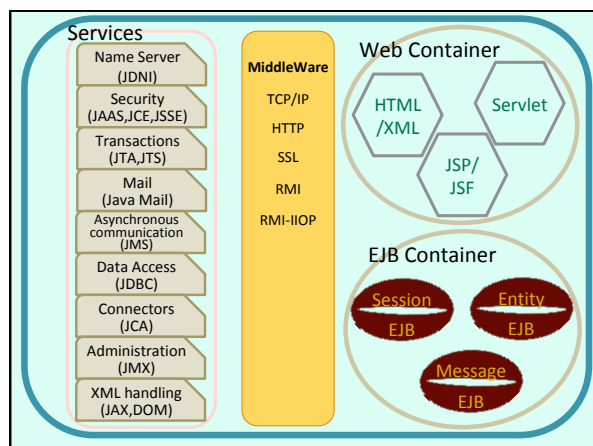 Services
Name Server
(JDNI)
Security
(JAAS,JCE,JSSE)
Transactions
(JTA,JTS)
Mail
(Java Mail)
Asynchronous
communication
(JMS)
Data Access
(JDBC)
Connectors
(JCA)
Administration
(JMX)
XML handling
(JAX,DOM)
MiddleWare
TCP/IP
HTTP
SSL
RMI
RMI-IIOP
Web Container
HTML
/XML
Servlet
JSP/
JSF
EJB Container
Session
EJB
Entity
EJB
Message
EJB